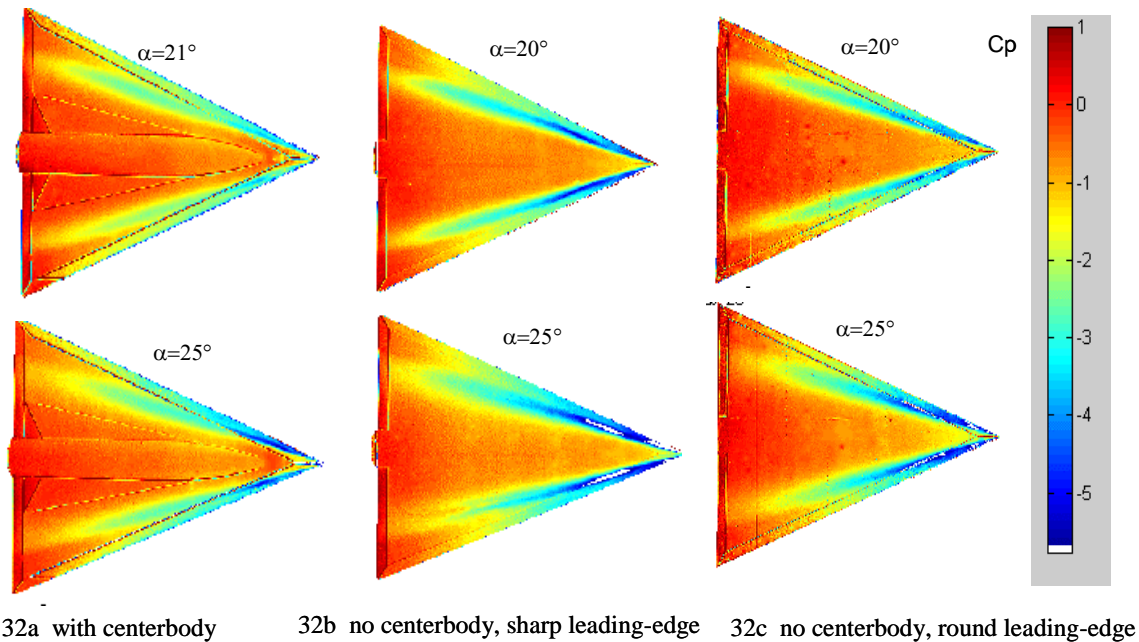 α=21°
α=20°
α=20°
Cp
1
0
-1
-2
-3
-4
-5
α=25°
α=25°
α=25°
32a with centerbody
32b no centerbody, sharp leading-edge
32c no centerbody, round leading-edge